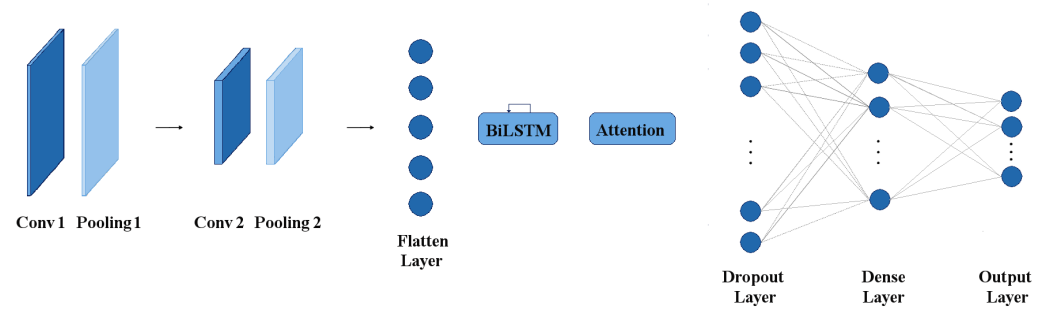 BiLSTM
Attention
Conv 1
Pooling 1
Conv 2
Pooling 2
Flatten
Layer
Dropout
Layer
Dense
Layer
Output
Layer